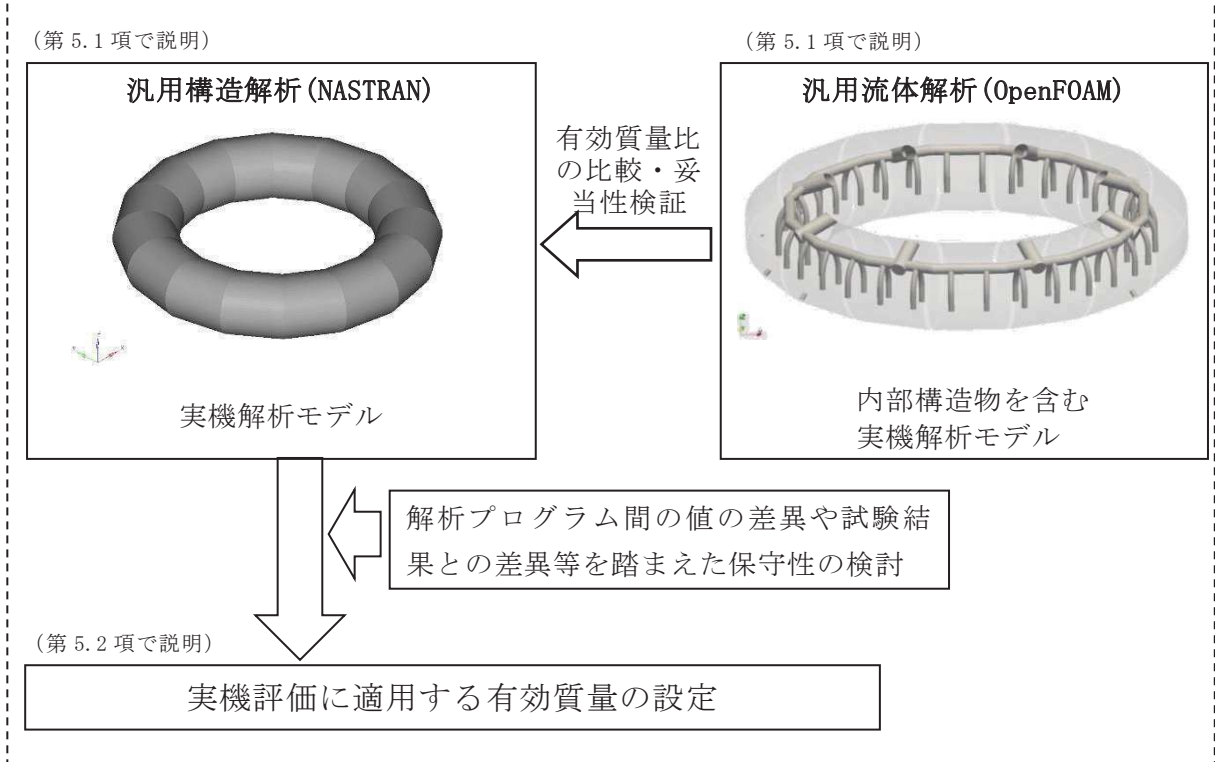 (第 5.1 項で説明)
汎用構造解析(NASTRAN)
実機解析モデル
有効質量比
の比較・妥
当性検証
(第 5.1 項で説明)
汎用流体解析(OpenFOAM)
内部構造物を含む
実機解析モデル
解析プログラム間の値の差異や試験結
果との差異等を踏まえた保守性の検討
(第 5.2 項で説明)
実機評価に適用する有効質量の設定